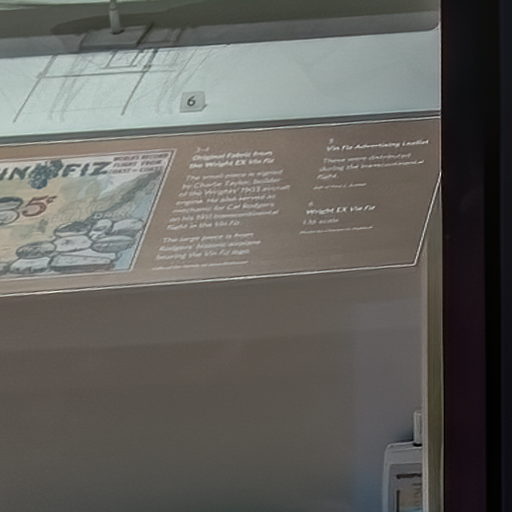 6
FIZ
5¢
Original Fabric from
the Wright EX Vin Fiz
The small piece is signed
by Charlie Taylor, builder
of the Wrights' 1903 aircraft
engine. He also served as
mechanic for Cal Rodgers
on his 1911 transcontinental
flight in the Vin Fiz.
The large piece is from
Rodgers' historic airplane
bearing the Vin Fiz logo.
5
Vin Fiz Advertising Leaflet
These were distributed
during the transcontinental
flight.
6
Wright EX Vin Fiz
1:16 scale